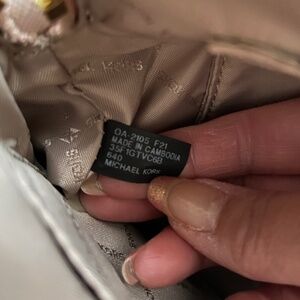 OA-2105 F21
MADE IN CAMBODIA
35F1GTVC6B
640
MICHAEL KORS